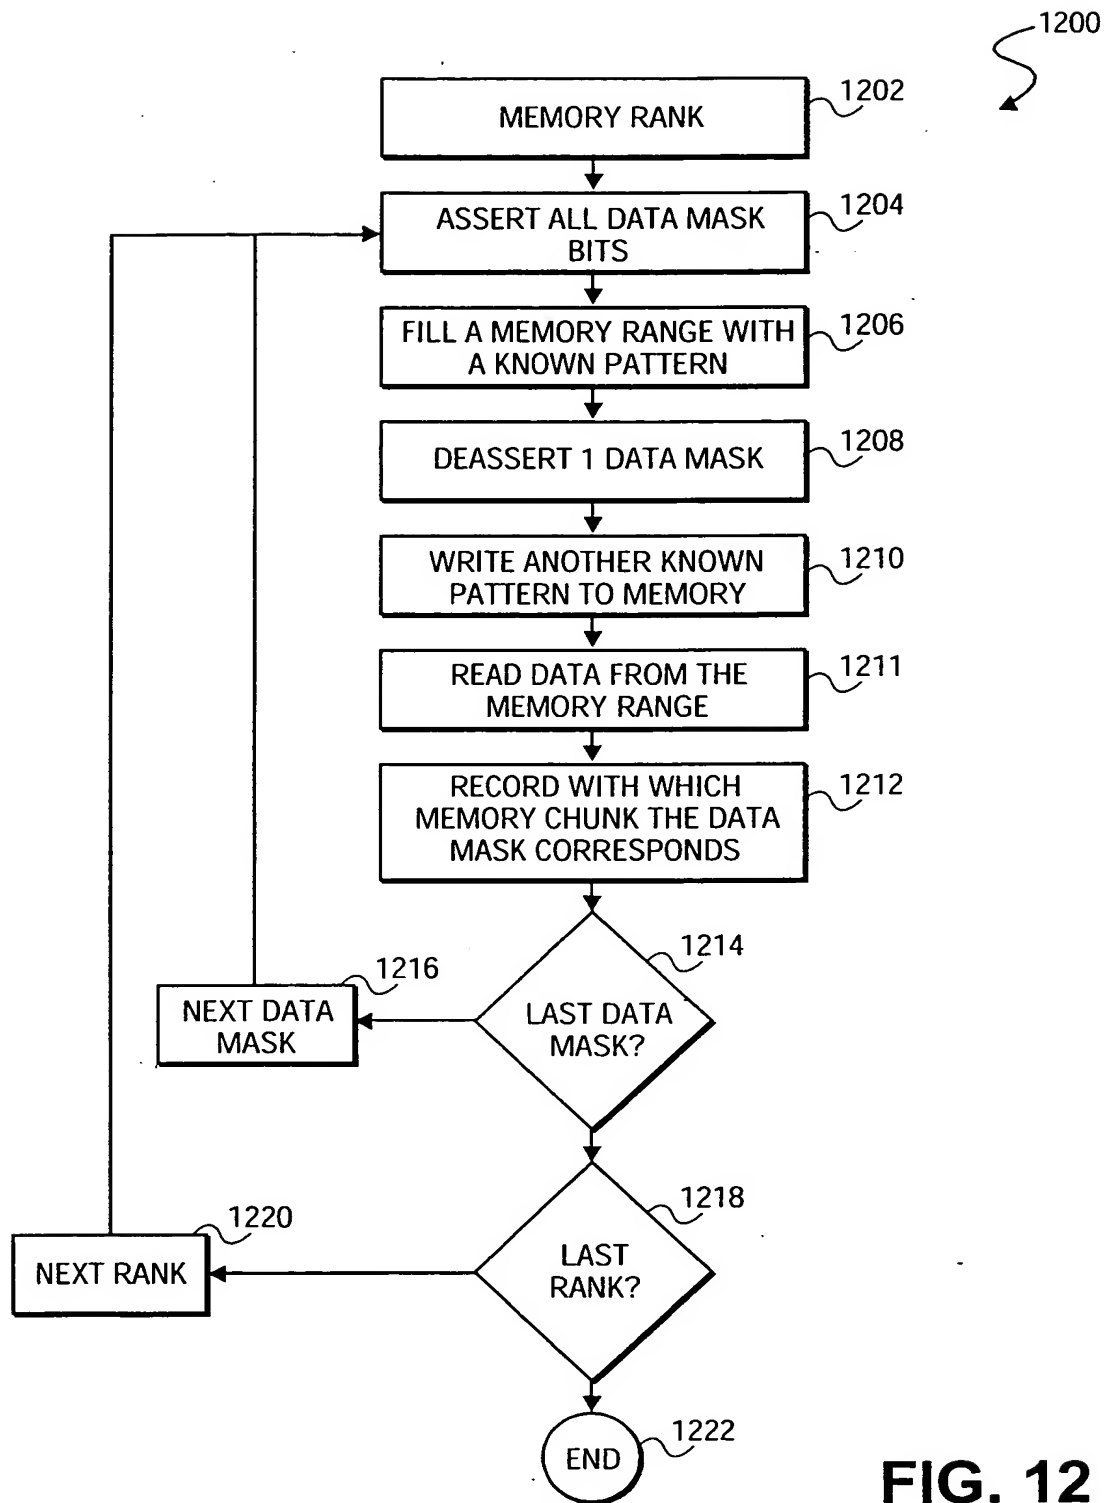 1200
MEMORY RANK
1202
ASSERT ALL DATA MASK
BITS
1204
FILL A MEMORY RANGE WITH
A KNOWN PATTERN
1206
DEASSERT 1 DATA MASK
1208
WRITE ANOTHER KNOWN
PATTERN TO MEMORY
1210
READ DATA FROM THE
MEMORY RANGE
1211
RECORD WITH WHICH
MEMORY CHUNK THE DATA
MASK CORRESPONDS
1212
LAST DATA
MASK?
1214
NEXT DATA
MASK
1216
LAST
RANK?
1218
NEXT RANK
1220
END
1222
FIG. 12